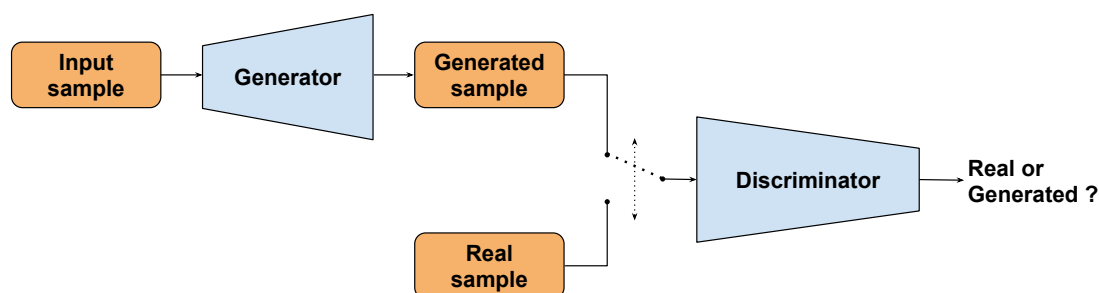 Input
sample
Generator
Generated
sample
Real
sample
Discriminator
Real or
Generated ?